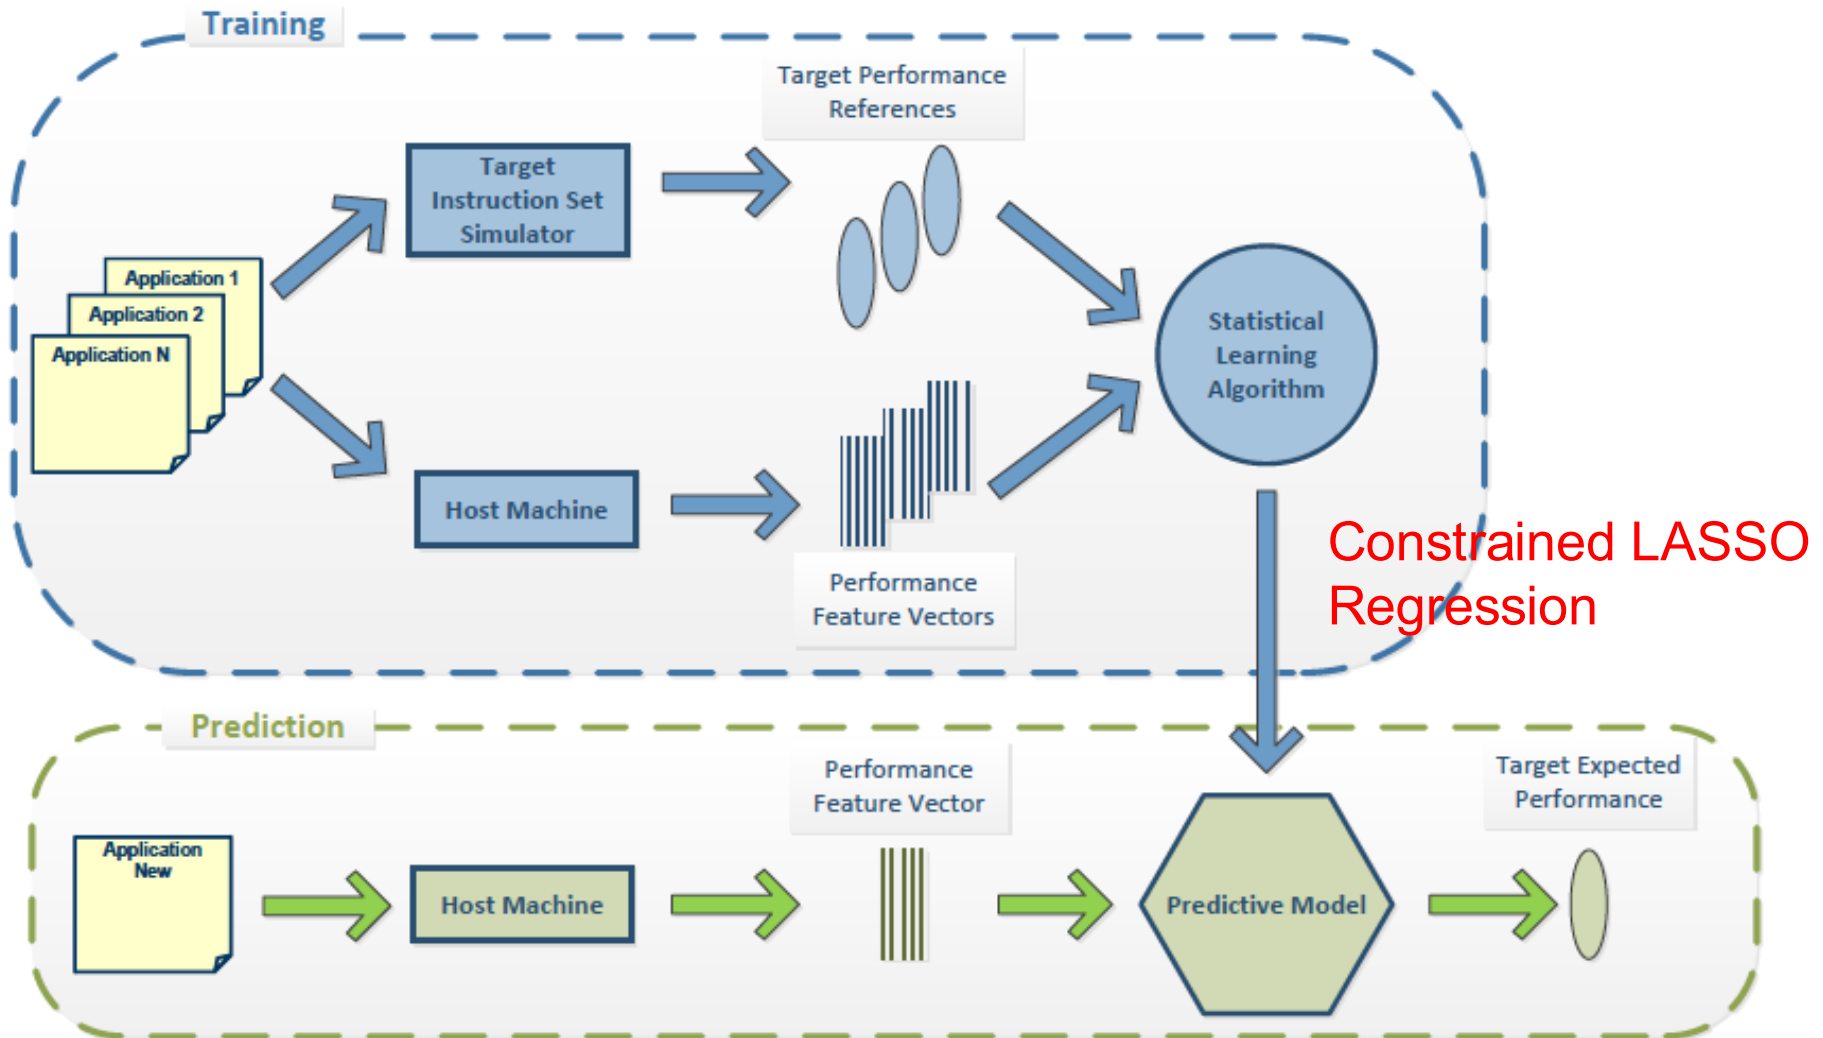 Training
Target Performance
References
Target
Instruction Set
Simulator
Application 1
Application 2
Application N
Statistical
Learning
Algorithm
Host Machine
Constrained LASSO
Regression
Performance
Feature Vectors
Prediction
Performance
Feature Vector
Target Expected
Performance
Application
New
Host Machine
Predictive Model